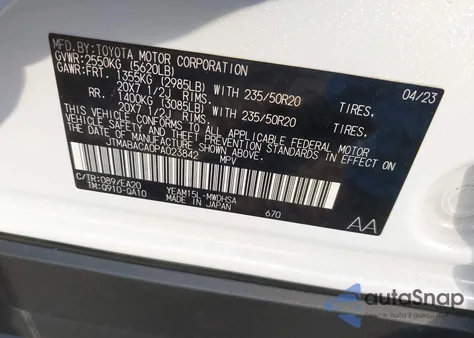 MFD.BY:TOYOTA MOTOR CORPORATION 04/23
GVWR:2550KG (5620LB)
GAWR:FRT. 1355KG (2985LB) WITH 235/50R20 TIRES,
20X7 1/2J RIMS.
RR. 1400KG (3085LB) WITH 235/50R20 TIRES,
20X7 1/2J RIMS.
THIS VEHICLE CONFORMS TO ALL APPLICABLE
FEDERAL MOTOR VEHICLE SAFETY, BUMPER,
AND THEFT PREVENTION STANDARDS IN EFFECT ON THE DATE
OF MANUFACTURE SHOWN ABOVE.
JTMABACA0PA023842 MPV
C/TR:089/EA20 YEAM15L-MWDHSA
TM:Q910-QA10 MADE IN JAPAN 670
AA
autoSnap